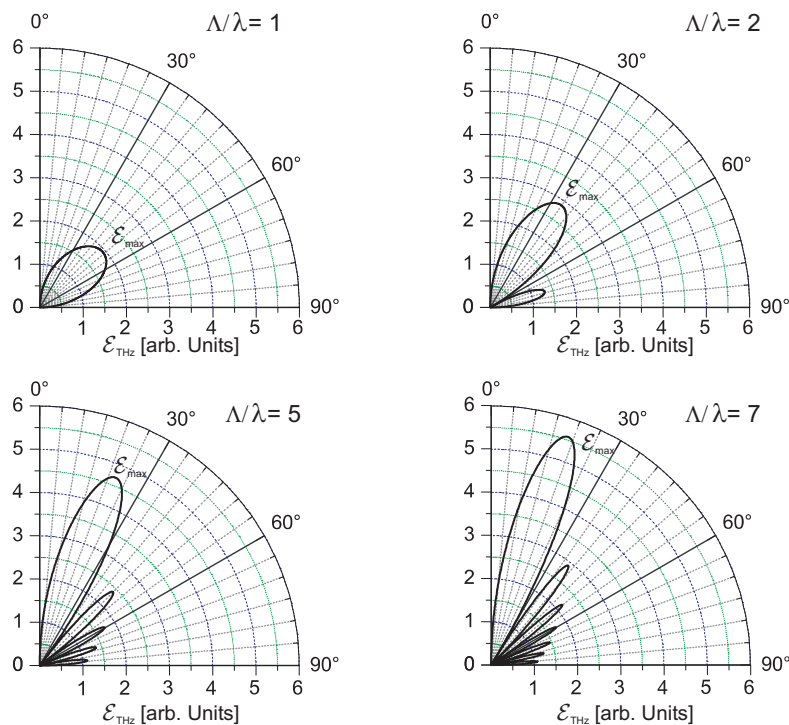 0° Λ/λ= 1
6
5
4
3
2
1
0
30°
60°
90°
ℰmax
1 2 3 4 5 6
ℰTHz [arb. Units]
0° Λ/λ= 2
6
5
4
3
2
1
0
30°
60°
90°
ℰmax
1 2 3 4 5 6
ℰTHz [arb. Units]
0° Λ/λ= 5
6
5
4
3
2
1
0
30°
60°
90°
ℰmax
1 2 3 4 5 6
ℰTHz [arb. Units]
0° Λ/λ= 7
6
5
4
3
2
1
0
30°
60°
90°
ℰmax
1 2 3 4 5 6
ℰTHz [arb. Units]